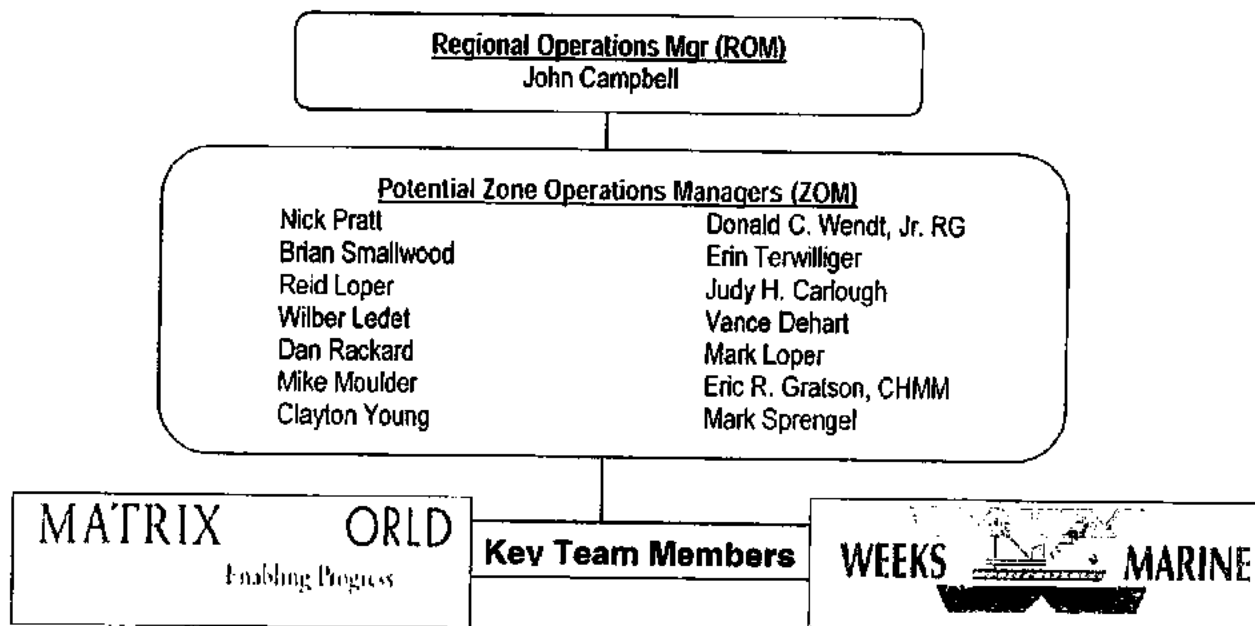 Regional Operations Mgr (ROM)
John Campbell
Potential Zone Operations Managers (ZOM)
Nick Pratt
Brian Smallwood
Reid Loper
Wilber Ledet
Dan Rackard
Mike Moulder
Clayton Young
Donald C. Wendt, Jr. RG
Erin Terwilliger
Judy H. Carlough
Vance Dehart
Mark Loper
Eric R. Gratson, CHMM
Mark Sprengel
MATRIX ORLD
Enabling Progress
Key Team Members
WEEKS MARINE